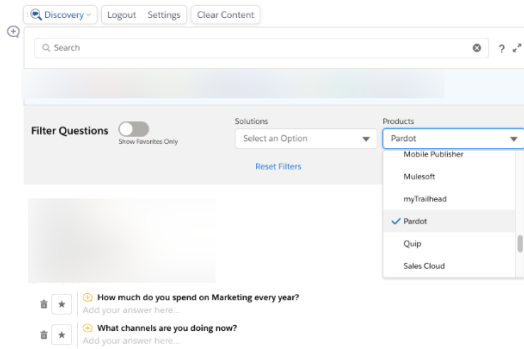 Discovery
Logout Settings
Clear Content
Search
?
Filter Questions
Show Favorites Only
Solutions
Select an Option
Products
Pardot
Reset Filters
Mobile Publisher
Mulesoft
myTrailhead
Pardot
Quip
Sales Cloud
How much do you spend on Marketing every year?
Add your answer here...
What channels are you doing now?
Add your answer here...